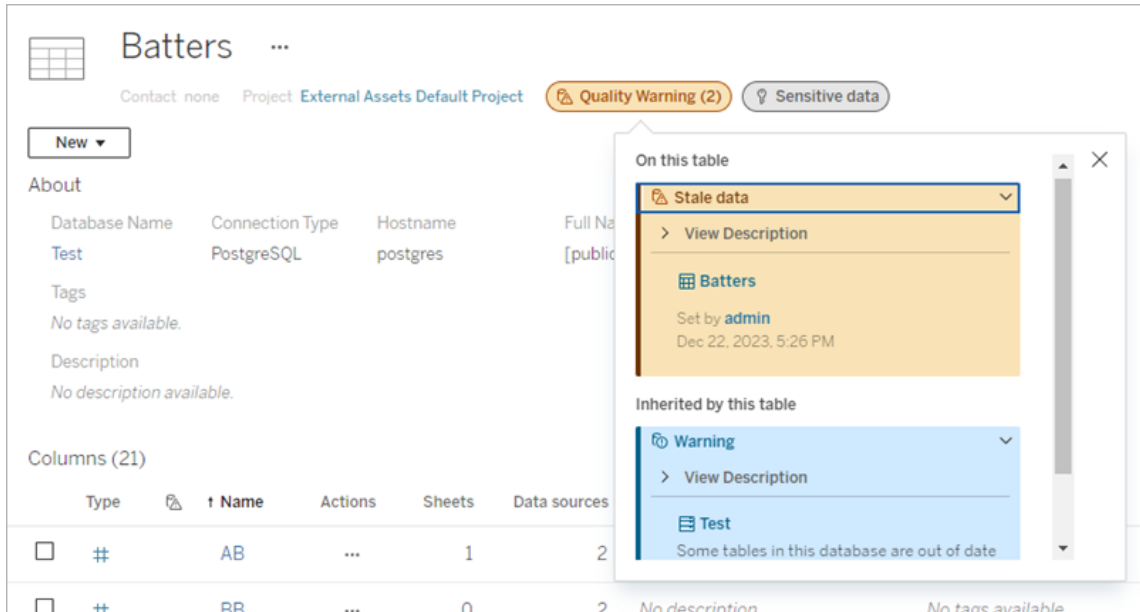 Batters ...
Contact none Project External Assets Default Project Quality Warning (2) Sensitive data
New
About
Database Name Connection Type Hostname Full Na
Test PostgreSQL postgres [public
Tags
No tags available.
Description
No description available.
Columns (21)
Type ↑ Name Actions Sheets Data sources
# AB ... 1 2
# BB ... 0 2 No description No tags available
On this table
Stale data
> View Description
Batters
Set by admin
Dec 22, 2023, 5:26 PM
Inherited by this table
Warning
> View Description
Test
Some tables in this database are out of date